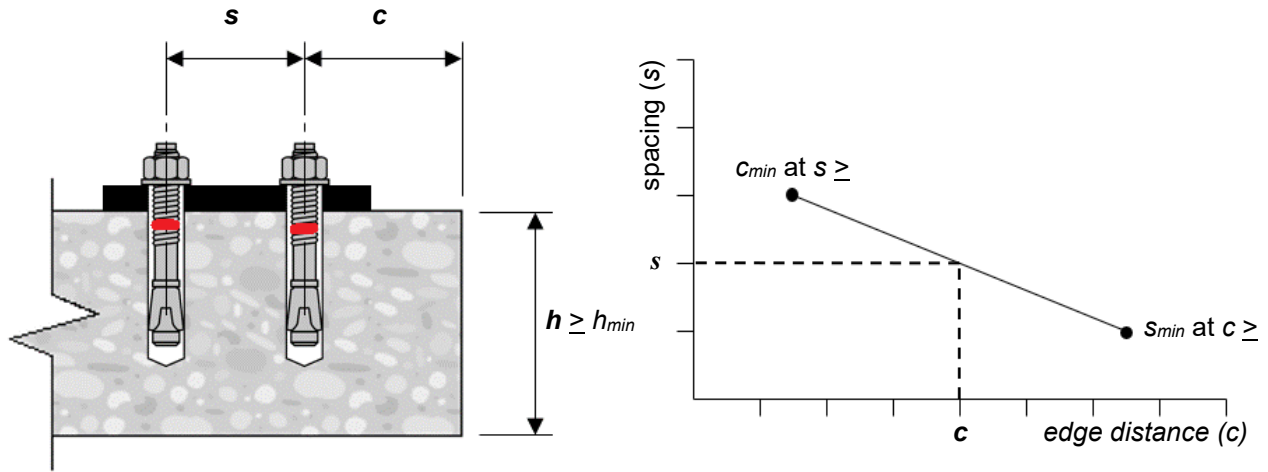 s
c
h ≥ hmin
spacing (s)
cmin at s ≥
s
smin at c ≥
c
edge distance (c)